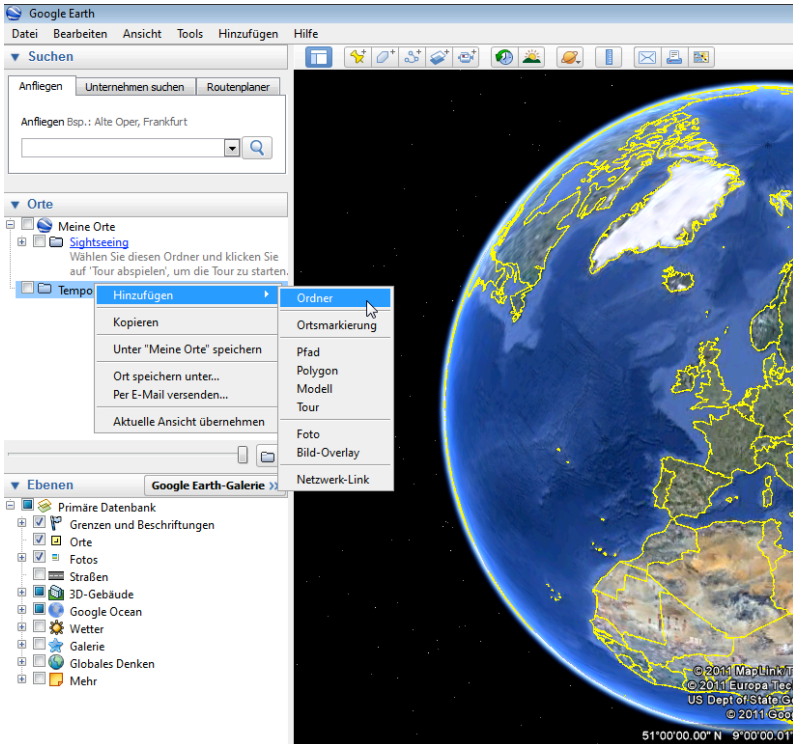 Google Earth
Datei Bearbeiten Ansicht Tools Hinzufügen Hilfe
Suchen
Anfliegen Unternehmen suchen Routenplaner
Anfliegen Bsp.: Alte Oper, Frankfurt
Orte
Meine Orte
Sightseeing
Wählen Sie diesen Ordner und klicken Sie
auf 'Tour abspielen', um die Tour zu starten.
Tempo
Hinzufügen
Kopieren
Unter "Meine Orte" speichern
Ort speichern unter...
Per E-Mail versenden...
Aktuelle Ansicht übernehmen
Ordner
Ortsmarkierung
Pfad
Polygon
Modell
Tour
Foto
Bild-Overlay
Netzwerk-Link
Ebenen Google Earth-Galerie >>
Primäre Datenbank
Grenzen und Beschriftungen
Orte
Fotos
Straßen
3D-Gebäude
Google Ocean
Wetter
Galerie
Globales Denken
Mehr
© 2011 MapLink/T
© 2011 Europa Tec
US Dept of State Ge
© 2011 Goog
51°00'00.00" N 9°00'00.01"